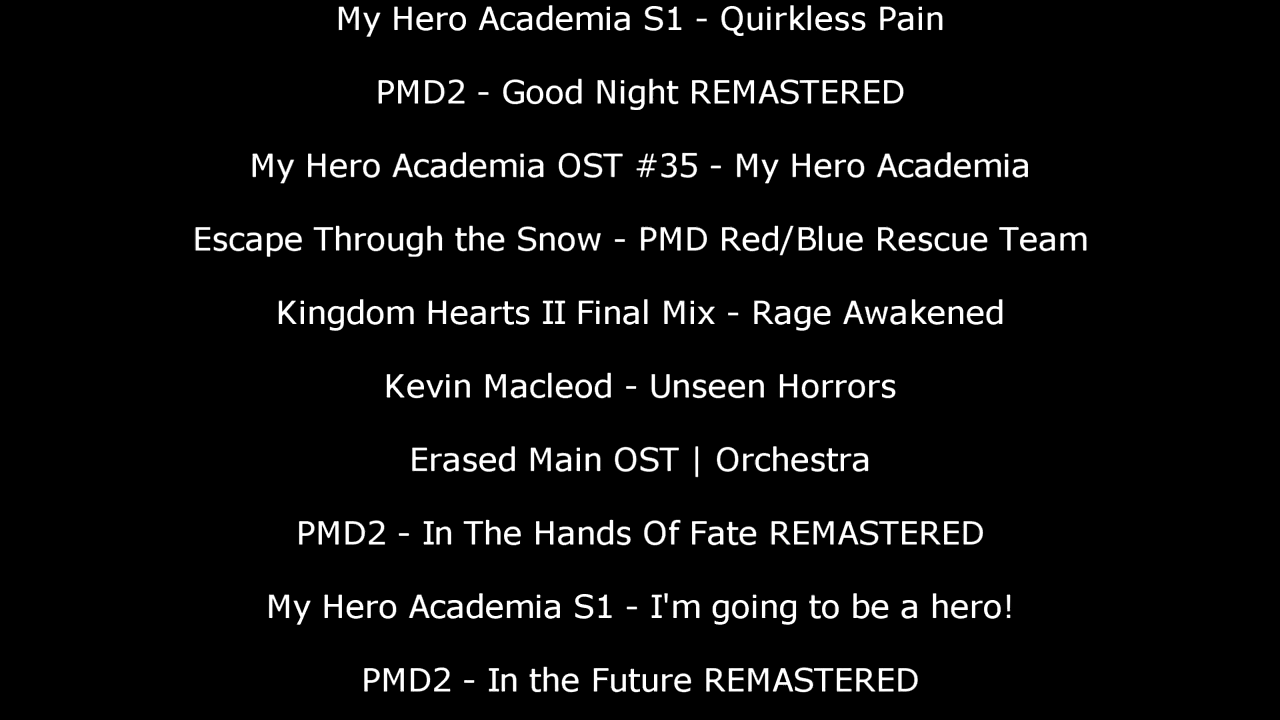 My Hero Academia S1 - Quirkless Pain
PMD2 - Good Night REMASTERED
My Hero Academia OST #35 - My Hero Academia
Escape Through the Snow - PMD Red/Blue Rescue Team
Kingdom Hearts II Final Mix - Rage Awakened
Kevin Macleod - Unseen Horrors
Erased Main OST | Orchestra
PMD2 - In The Hands Of Fate REMASTERED
My Hero Academia S1 - I'm going to be a hero!
PMD2 - In the Future REMASTERED